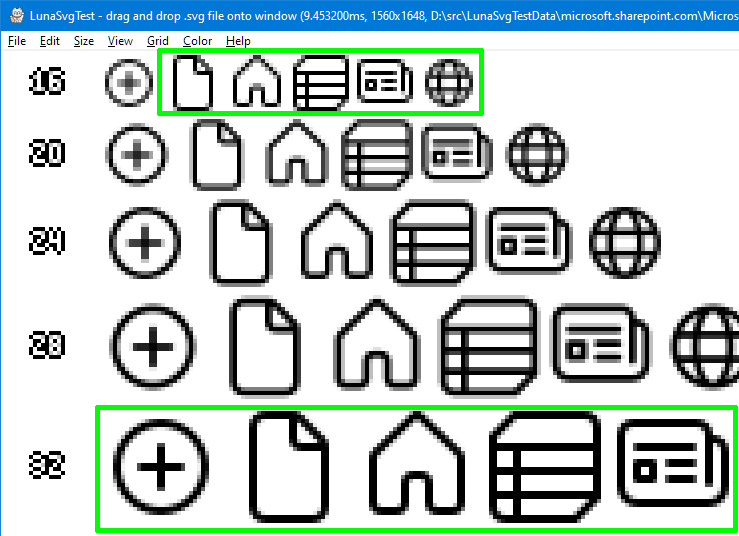 LunaSvgTest - drag and drop .svg file onto window (9.453200ms, 1560x1648, D:\src\LunaSvgTestData\microsoft.sharepoint.com\Micros
File Edit Size View Grid Color Help
16
20
24
28
32